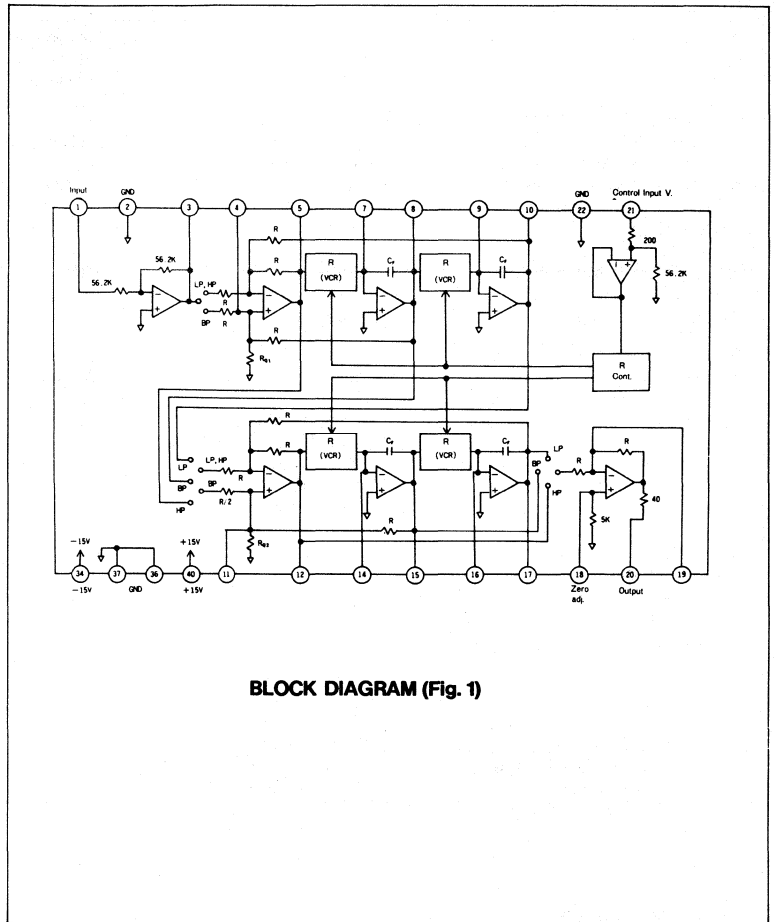 Input GND Control Input V.
1 2 3 4 5 7 8 9 10 22 21
R 200
56.2K R R (VCR) CF R (VCR) CF
56.2K 56.2K
LP, HP
R
BP R
R
RQ1 R Cont.
R
R R (VCR) CF R (VCR) CF LP R
LP LP, HP R BP R
BP BP HP 40
HP R/2 R 5K
−15V +15V RQ2
34 37 36 40 11 12 14 15 16 17 18 20 19
−15V GND +15V Zero adj. Output
BLOCK DIAGRAM (Fig. 1)